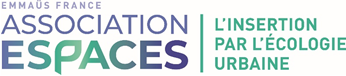 EMMAÜS FRANCE
ASSOCIATION
ESPACES
L'INSERTION
PAR L'ÉCOLOGIE
URBAINE